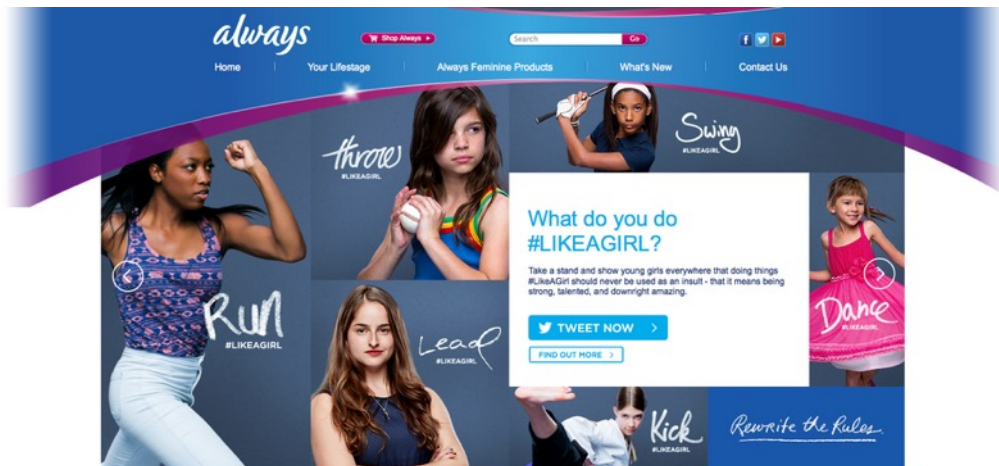 always
Shop Always
Search
Go
Home
Your Lifestage
Always Feminine Products
What's New
Contact Us
throw
#LIKEAGIRL
Swing
#LIKEAGIRL
What do you do
#LIKEAGIRL?
Take a stand and show young girls everywhere that doing things
#LikeAGirl should never be used as an insult - that it means being
strong, talented, and downright amazing.
TWEET NOW
FIND OUT MORE
Run
#LIKEAGIRL
Lead
#LIKEAGIRL
Dance
#LIKEAGIRL
Kick
#LIKEAGIRL
Rewrite the Rules.